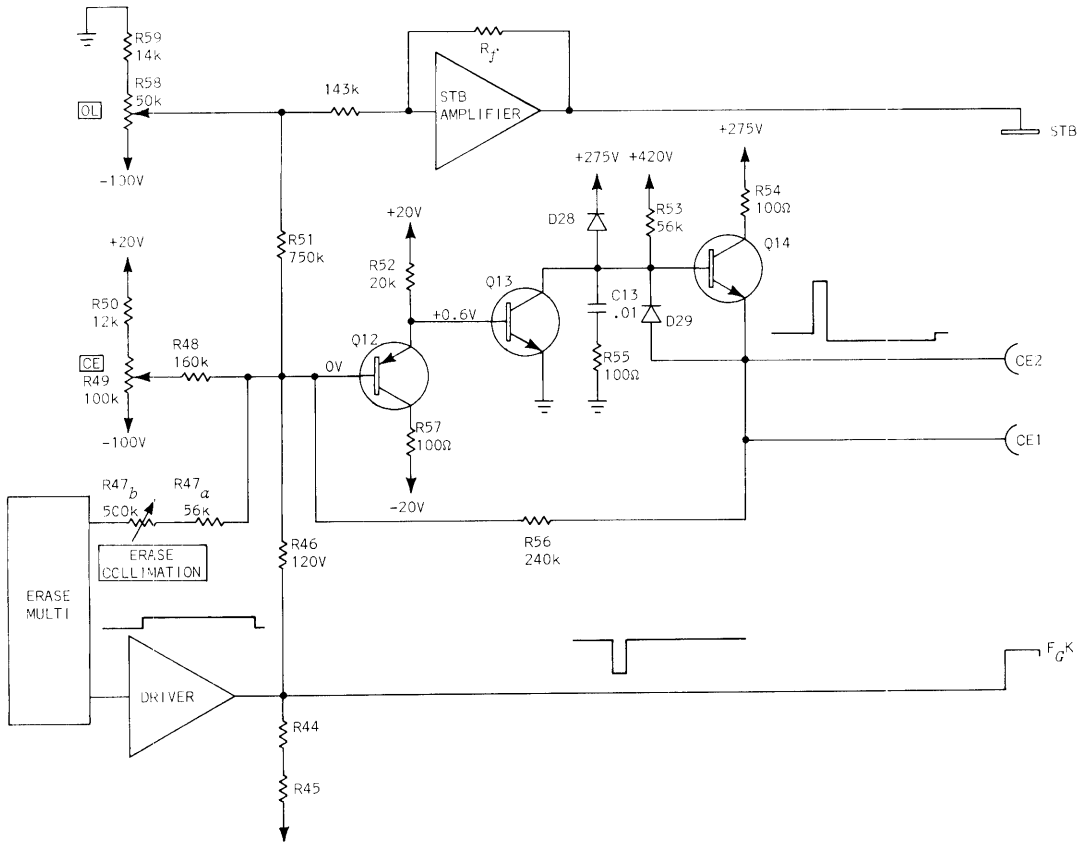 R59
14k
R58
50k
OL
-100V
143k
Rf
STB
AMPLIFIER
STB
+275V
R54
100Ω
+275V
+420V
D28
R53
56k
Q14
R51
750k
+20V
R52
20k
Q13
+0.6V
C13
.01
D29
R55
100Ω
+20V
R50
12k
CE
R49
100k
-100V
R48
160k
0V
Q12
R57
100Ω
-20V
CE2
CE1
R47b
500k
R47a
56k
ERASE
COLLIMATION
R46
120V
R56
240k
ERASE
MULTI
DRIVER
FGK
R44
R45